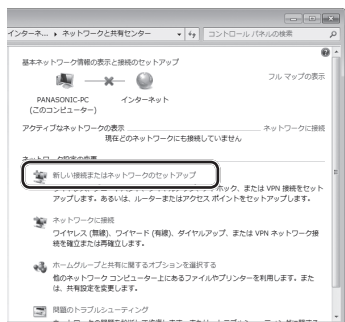 インターネ... ▸ ネットワークと共有センター
コントロール パネルの検索
基本ネットワーク情報の表示と接続のセットアップ
フル マップの表示
PANASONIC-PC
(このコンピューター)
インターネット
アクティブなネットワークの表示
ネットワークに接続
現在どのネットワークにも接続していません
ネットワーク設定の変更
新しい接続またはネットワークのセットアップ
ホック、または VPN 接続をセット
アップします。あるいは、ルーターまたはアクセス ポイントをセットアップします。
ネットワークに接続
ワイヤレス (無線)、ワイヤード (有線)、ダイヤルアップ、または VPN ネットワーク接
続を確立または再確立します。
ホームグループと共有に関するオプションを選択する
他のネットワーク コンピューター上にあるファイルやプリンターを利用します。また
は、共有設定を変更します。
問題のトラブルシューティング